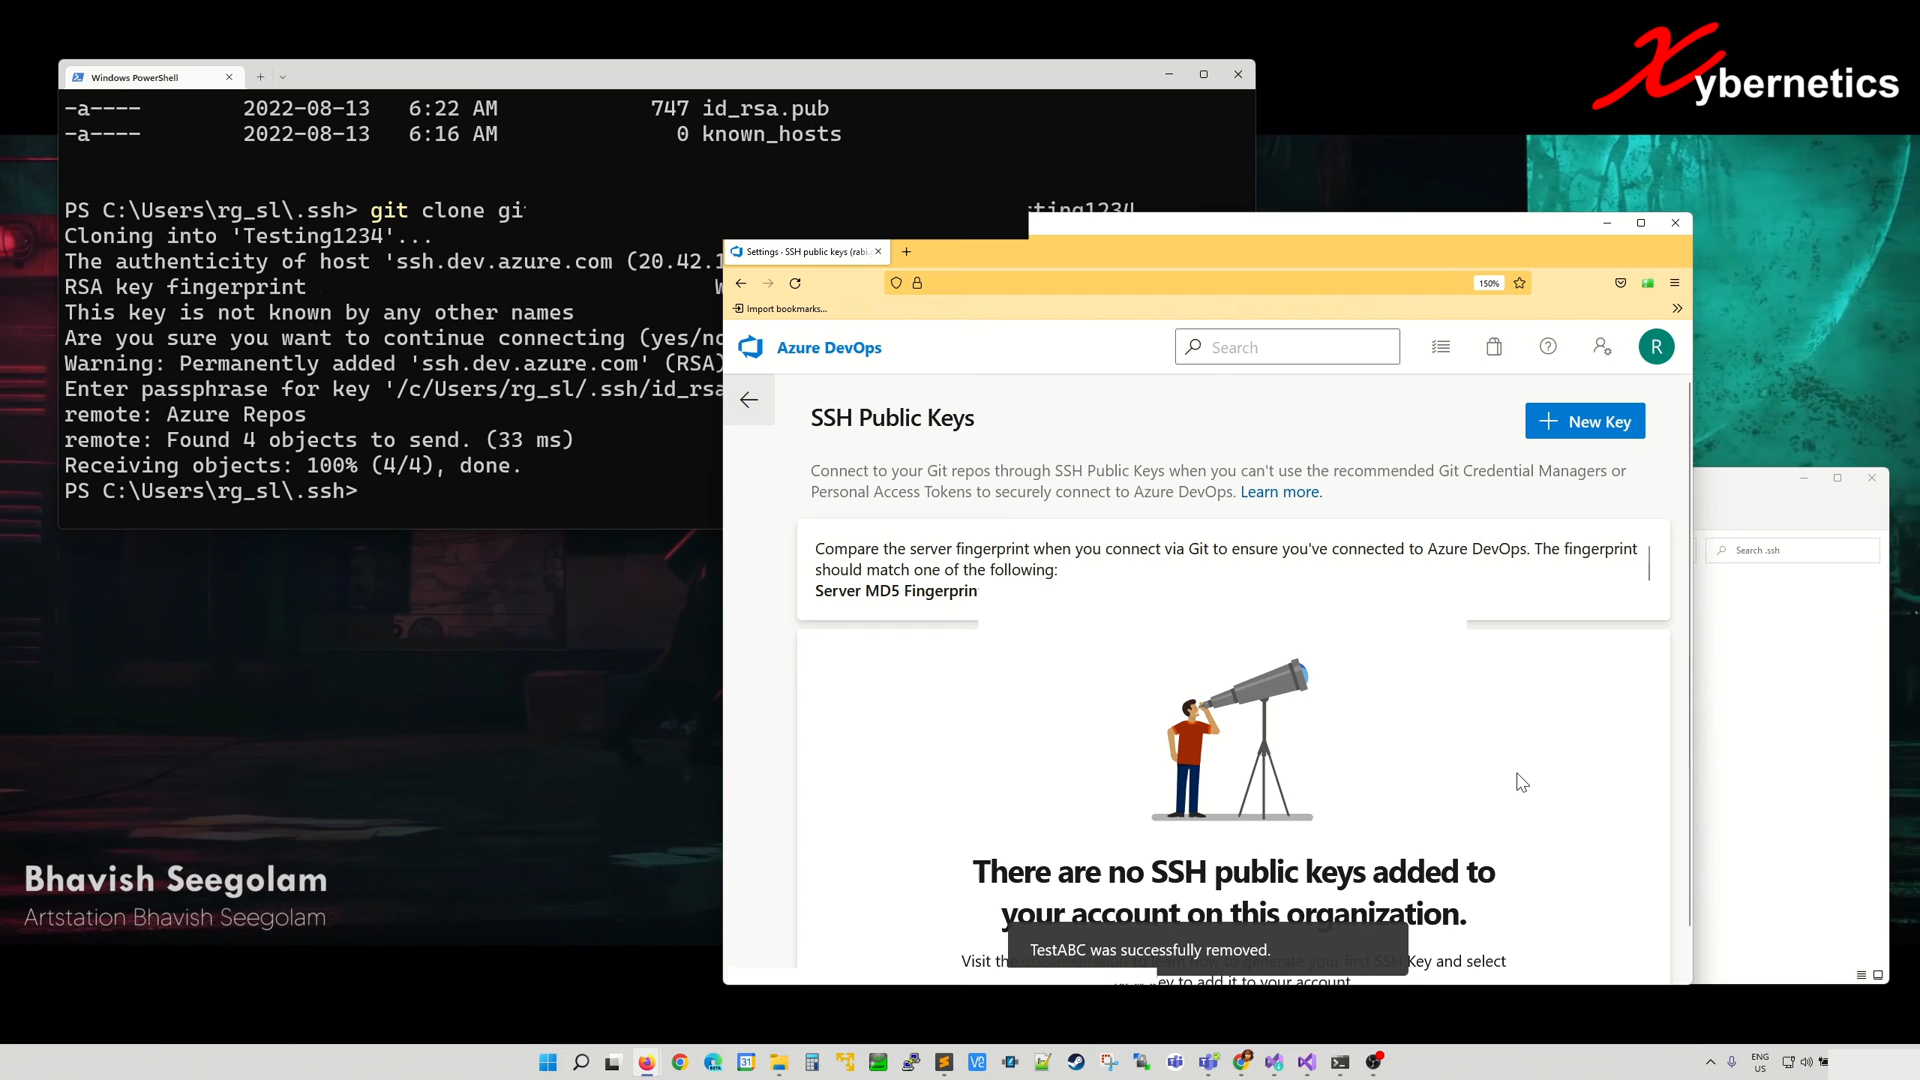 Xybernetics
Windows PowerShell
-a---- 2022-08-13 6:22 AM 747 id_rsa.pub
-a---- 2022-08-13 6:16 AM 0 known_hosts
PS C:\Users\rg_sl\.ssh> git clone gi
Cloning into 'Testing1234'...
The authenticity of host 'ssh.dev.azure.com (20.42.1
RSA key fingerprint
This key is not known by any other names
Are you sure you want to continue connecting (yes/no
Warning: Permanently added 'ssh.dev.azure.com' (RSA)
Enter passphrase for key '/c/Users/rg_sl/.ssh/id_rsa
remote: Azure Repos
remote: Found 4 objects to send. (33 ms)
Receiving objects: 100% (4/4), done.
PS C:\Users\rg_sl\.ssh>
Settings - SSH public keys (rabi
150%
Import bookmarks...
Azure DevOps
Search
R
SSH Public Keys
New Key
Connect to your Git repos through SSH Public Keys when you can't use the recommended Git Credential Managers or
Personal Access Tokens to securely connect to Azure DevOps. Learn more.
Compare the server fingerprint when you connect via Git to ensure you've connected to Azure DevOps. The fingerprint
should match one of the following:
Server MD5 Fingerprin
There are no SSH public keys added to
your account on this organization.
TestABC was successfully removed.
Visit the
Key and select
to add it to your account
Search .ssh
Bhavish Seegolam
Artstation Bhavish Seegolam
ENG
US